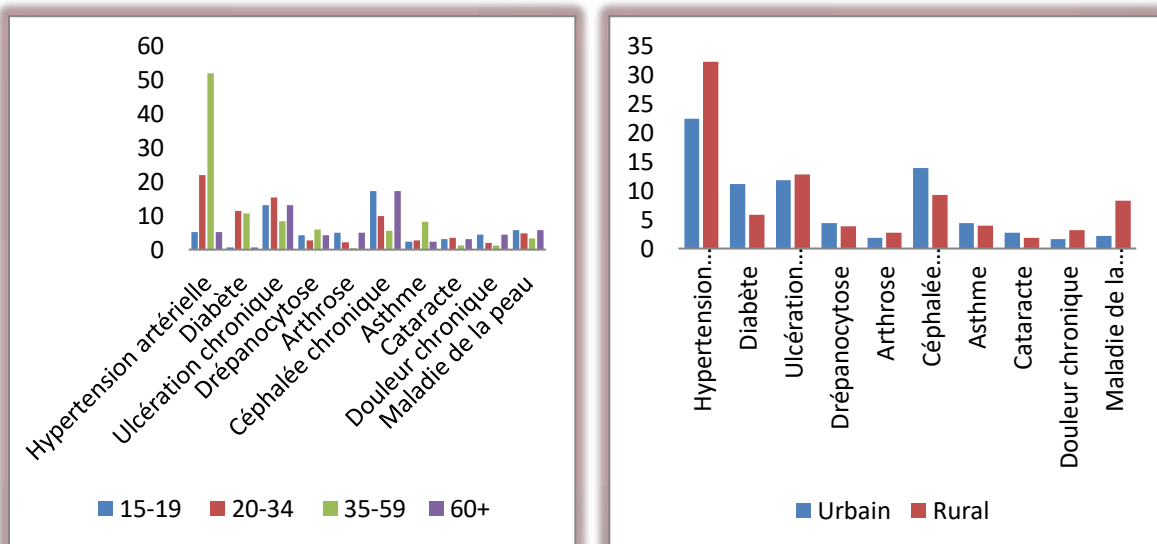 60
50
40
30
20
10
0
Hypertension artérielle
Diabète
Ulcération chronique
Drépanocytose
Arthrose
Céphalée chronique
Asthme
Cataracte
Douleur chronique
Maladie de la peau
15-19 20-34 35-59 60+
35
30
25
20
15
10
5
0
Hypertension...
Diabète
Ulcération...
Drépanocytose
Arthrose
Céphalée...
Asthme
Cataracte
Douleur chronique
Maladie de la...
Urbain Rural